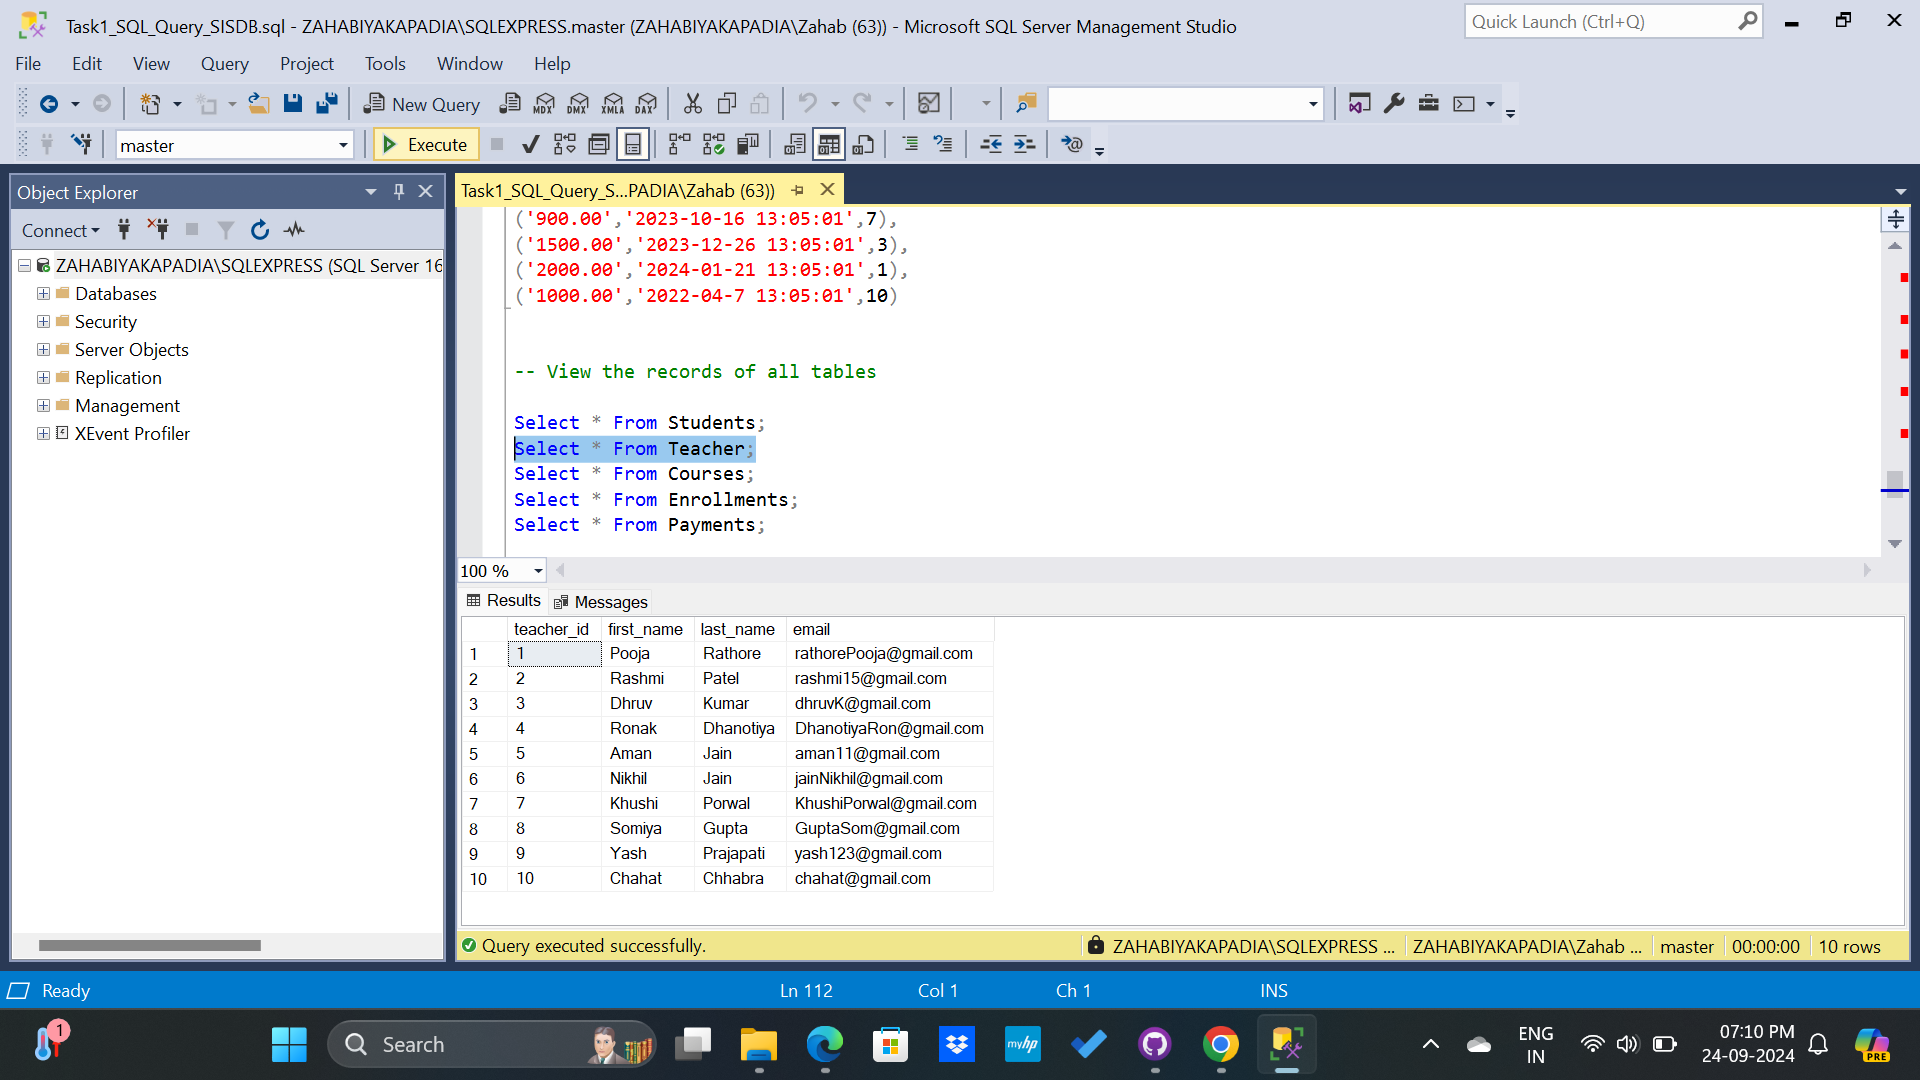 Task1_SQL_Query_SISDB.sql - ZAHABIYAKAPADIA\SQLEXPRESS.master (ZAHABIYAKAPADIA\Zahab (63)) - Microsoft SQL Server Management Studio
Quick Launch (Ctrl+Q)
File Edit View Query Project Tools Window Help
New Query MDX DMX XMLA DAX
master Execute
Object Explorer
Task1_SQL_Query_S...PADIA\Zahab (63))
Connect
ZAHABIYAKAPADIA\SQLEXPRESS (SQL Server 16
Databases
Security
Server Objects
Replication
Management
XEvent Profiler
('900.00','2023-10-16 13:05:01',7),
('1500.00','2023-12-26 13:05:01',3),
('2000.00','2024-01-21 13:05:01',1),
('1000.00','2022-04-7 13:05:01',10)
-- View the records of all tables
Select * From Students;
Select * From Teacher;
Select * From Courses;
Select * From Enrollments;
Select * From Payments;
100 %
Results Messages
teacher_id first_name last_name email
1 1 Pooja Rathore rathorePooja@gmail.com
2 2 Rashmi Patel rashmi15@gmail.com
3 3 Dhruv Kumar dhruvK@gmail.com
4 4 Ronak Dhanotiya DhanotiyaRon@gmail.com
5 5 Aman Jain aman11@gmail.com
6 6 Nikhil Jain jainNikhil@gmail.com
7 7 Khushi Porwal KhushiPorwal@gmail.com
8 8 Somiya Gupta GuptaSom@gmail.com
9 9 Yash Prajapati yash123@gmail.com
10 10 Chahat Chhabra chahat@gmail.com
Query executed successfully. ZAHABIYAKAPADIA\SQLEXPRESS ... ZAHABIYAKAPADIA\Zahab ... master 00:00:00 10 rows
Ready Ln 112 Col 1 Ch 1 INS
1 Search myhp ENG IN 07:10 PM 24-09-2024 PRE